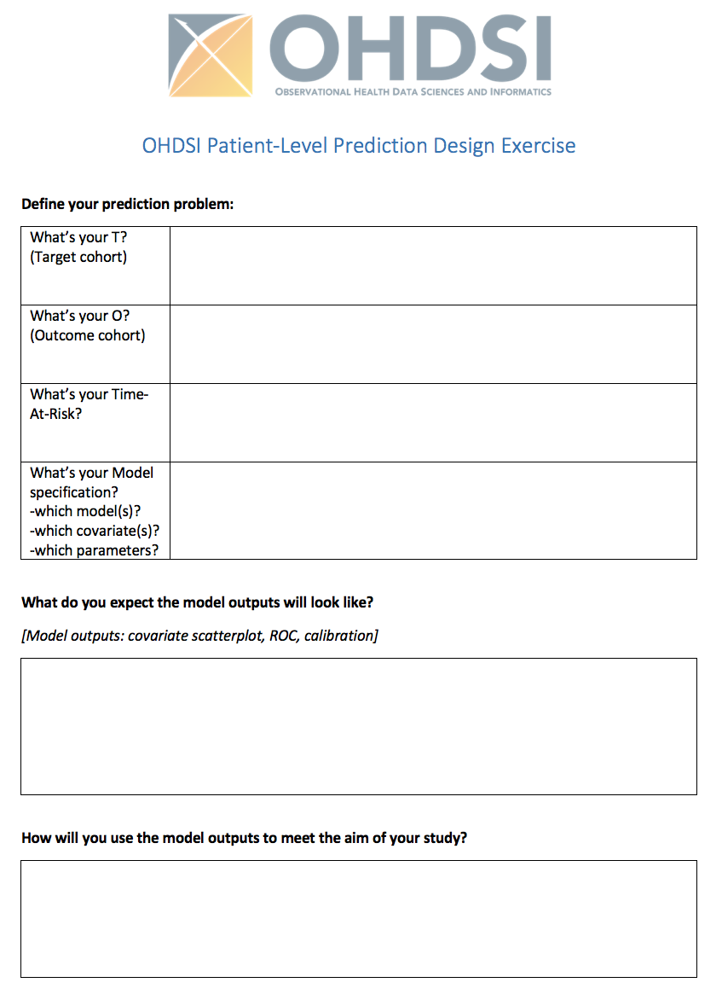 OHDSI
OBSERVATIONAL HEALTH DATA SCIENCES AND INFORMATICS
OHDSI Patient-Level Prediction Design Exercise
Define your prediction problem:
What's your T?
(Target cohort)
What's your O?
(Outcome cohort)
What's your Time-
At-Risk?
What's your Model
specification?
-which model(s)?
-which covariate(s)?
-which parameters?
What do you expect the model outputs will look like?
[Model outputs: covariate scatterplot, ROC, calibration]
How will you use the model outputs to meet the aim of your study?